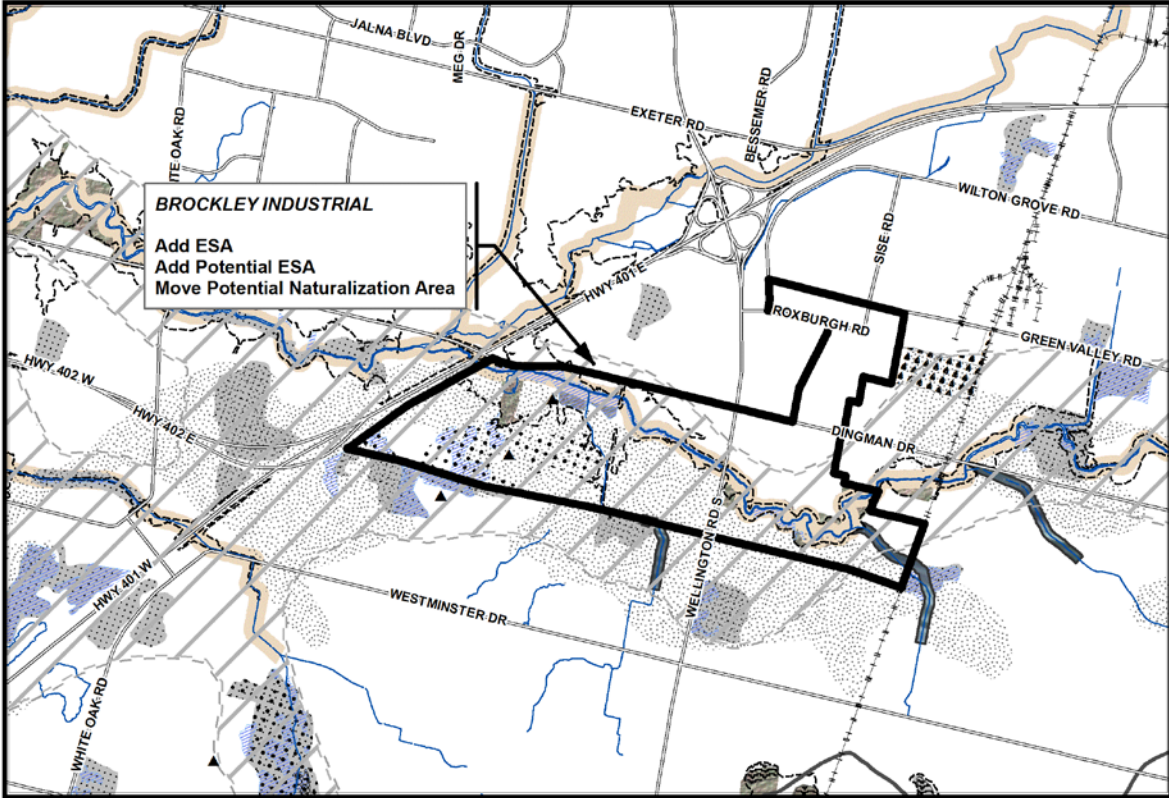 JALNA BLVD
MEG DR
EXETER RD
BESSEMER RD
WHITE OAK RD
BROCKLEY INDUSTRIAL
Add ESA
Add Potential ESA
Move Potential Naturalization Area
WILTON GROVE RD
SISE RD
HWY 401 E
ROXBURGH RD
GREEN VALLEY RD
HWY 402 W
HWY 402 E
DINGMAN DR
WELLINGTON RD S
HWY 401 W
WESTMINSTER DR
WHITE OAK RD